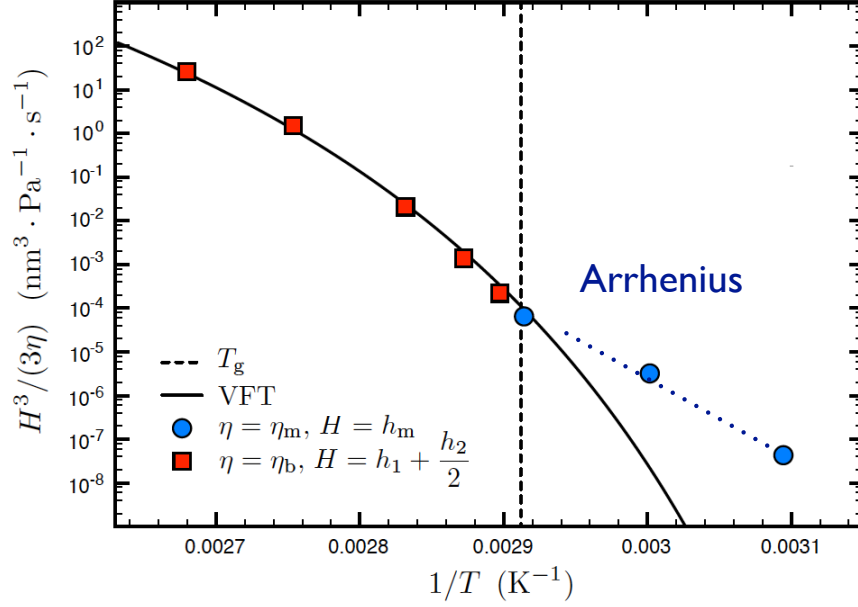 10²
10¹
10⁰
10⁻¹
10⁻²
10⁻³
10⁻⁴
10⁻⁵
10⁻⁶
10⁻⁷
10⁻⁸
H³/(3η) (nm³ · Pa⁻¹ · s⁻¹)
Arrhenius
T_g
VFT
η = η_m, H = h_m
η = η_b, H = h₁ + h₂/2
0.0027 0.0028 0.0029 0.003 0.0031
1/T (K⁻¹)